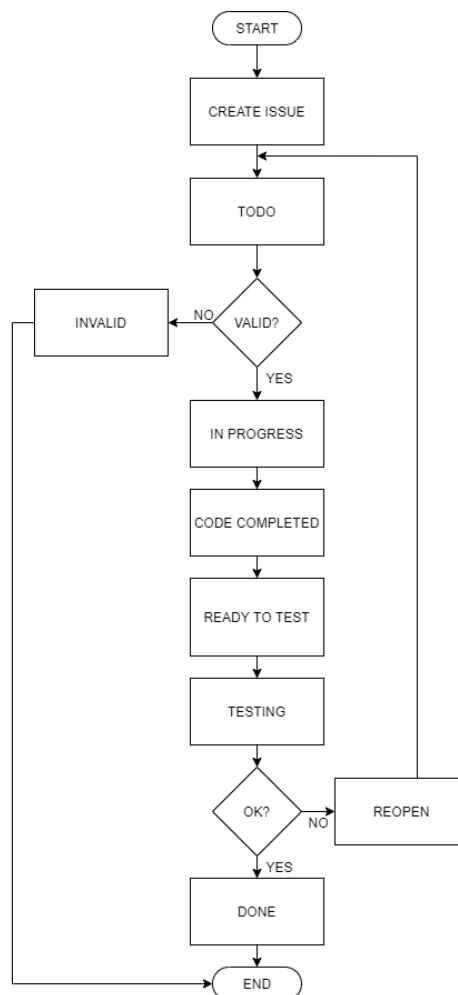 START
CREATE ISSUE
TODO
INVALID
NO
VALID?
YES
IN PROGRESS
CODE COMPLETED
READY TO TEST
TESTING
OK?
NO
REOPEN
YES
DONE
END